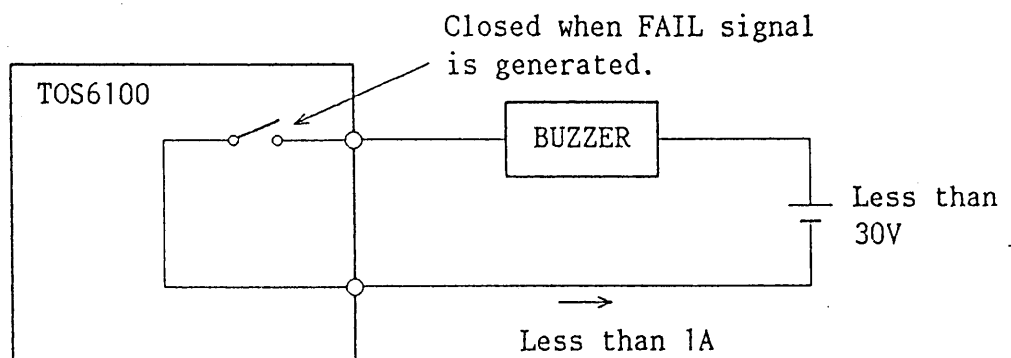 Closed when FAIL signal
is generated.
TOS6100
BUZZER
Less than
30V
Less than 1A